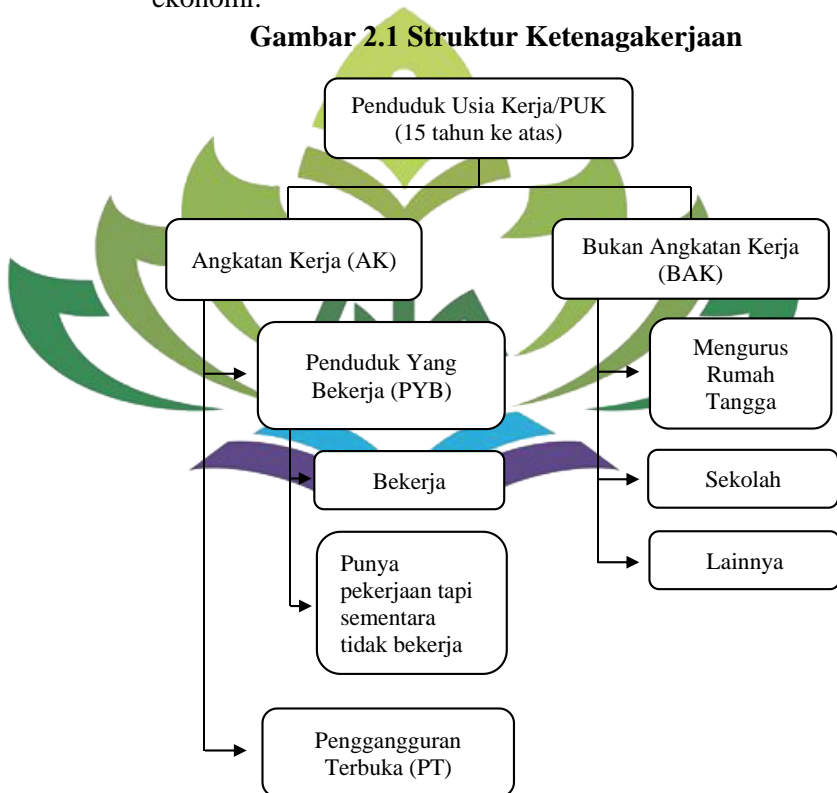 ekonomi.
Gambar 2.1 Struktur Ketenagakerjaan
Penduduk Usia Kerja/PUK
(15 tahun ke atas)
Angkatan Kerja (AK)
Bukan Angkatan Kerja
(BAK)
Penduduk Yang
Bekerja (PYB)
Mengurus
Rumah
Tangga
Bekerja
Sekolah
Punya
pekerjaan tapi
sementara
tidak bekerja
Lainnya
Penggangguran
Terbuka (PT)